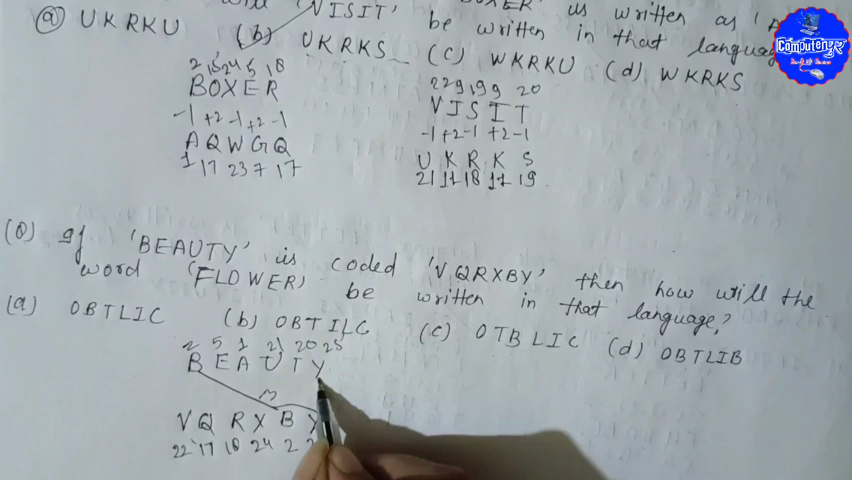 'VISIT' be written in that language
(a) UKRKU (b) UKRKS (c) WKRKU (d) WKRKS
2 15 24 5 18
BOXER
-1 +2 -1 +2 -1
AQWGQ
1 17 23 7 17
22 9 19 9 20
VISIT
-1 +2 -1 +2 -1
UKRKS
21 11 18 11 19
(Q) If 'BEAUTY' is coded 'VQRXBY' then how will the
word 'FLOWER' be written in that language?
(a) OBTLIC (b) OBTILC (c) OTBLIC (d) OBTLIB
2 5 1 21 20 25
BEAUTY
VQRXBY
22 17 18 24 2
Computer